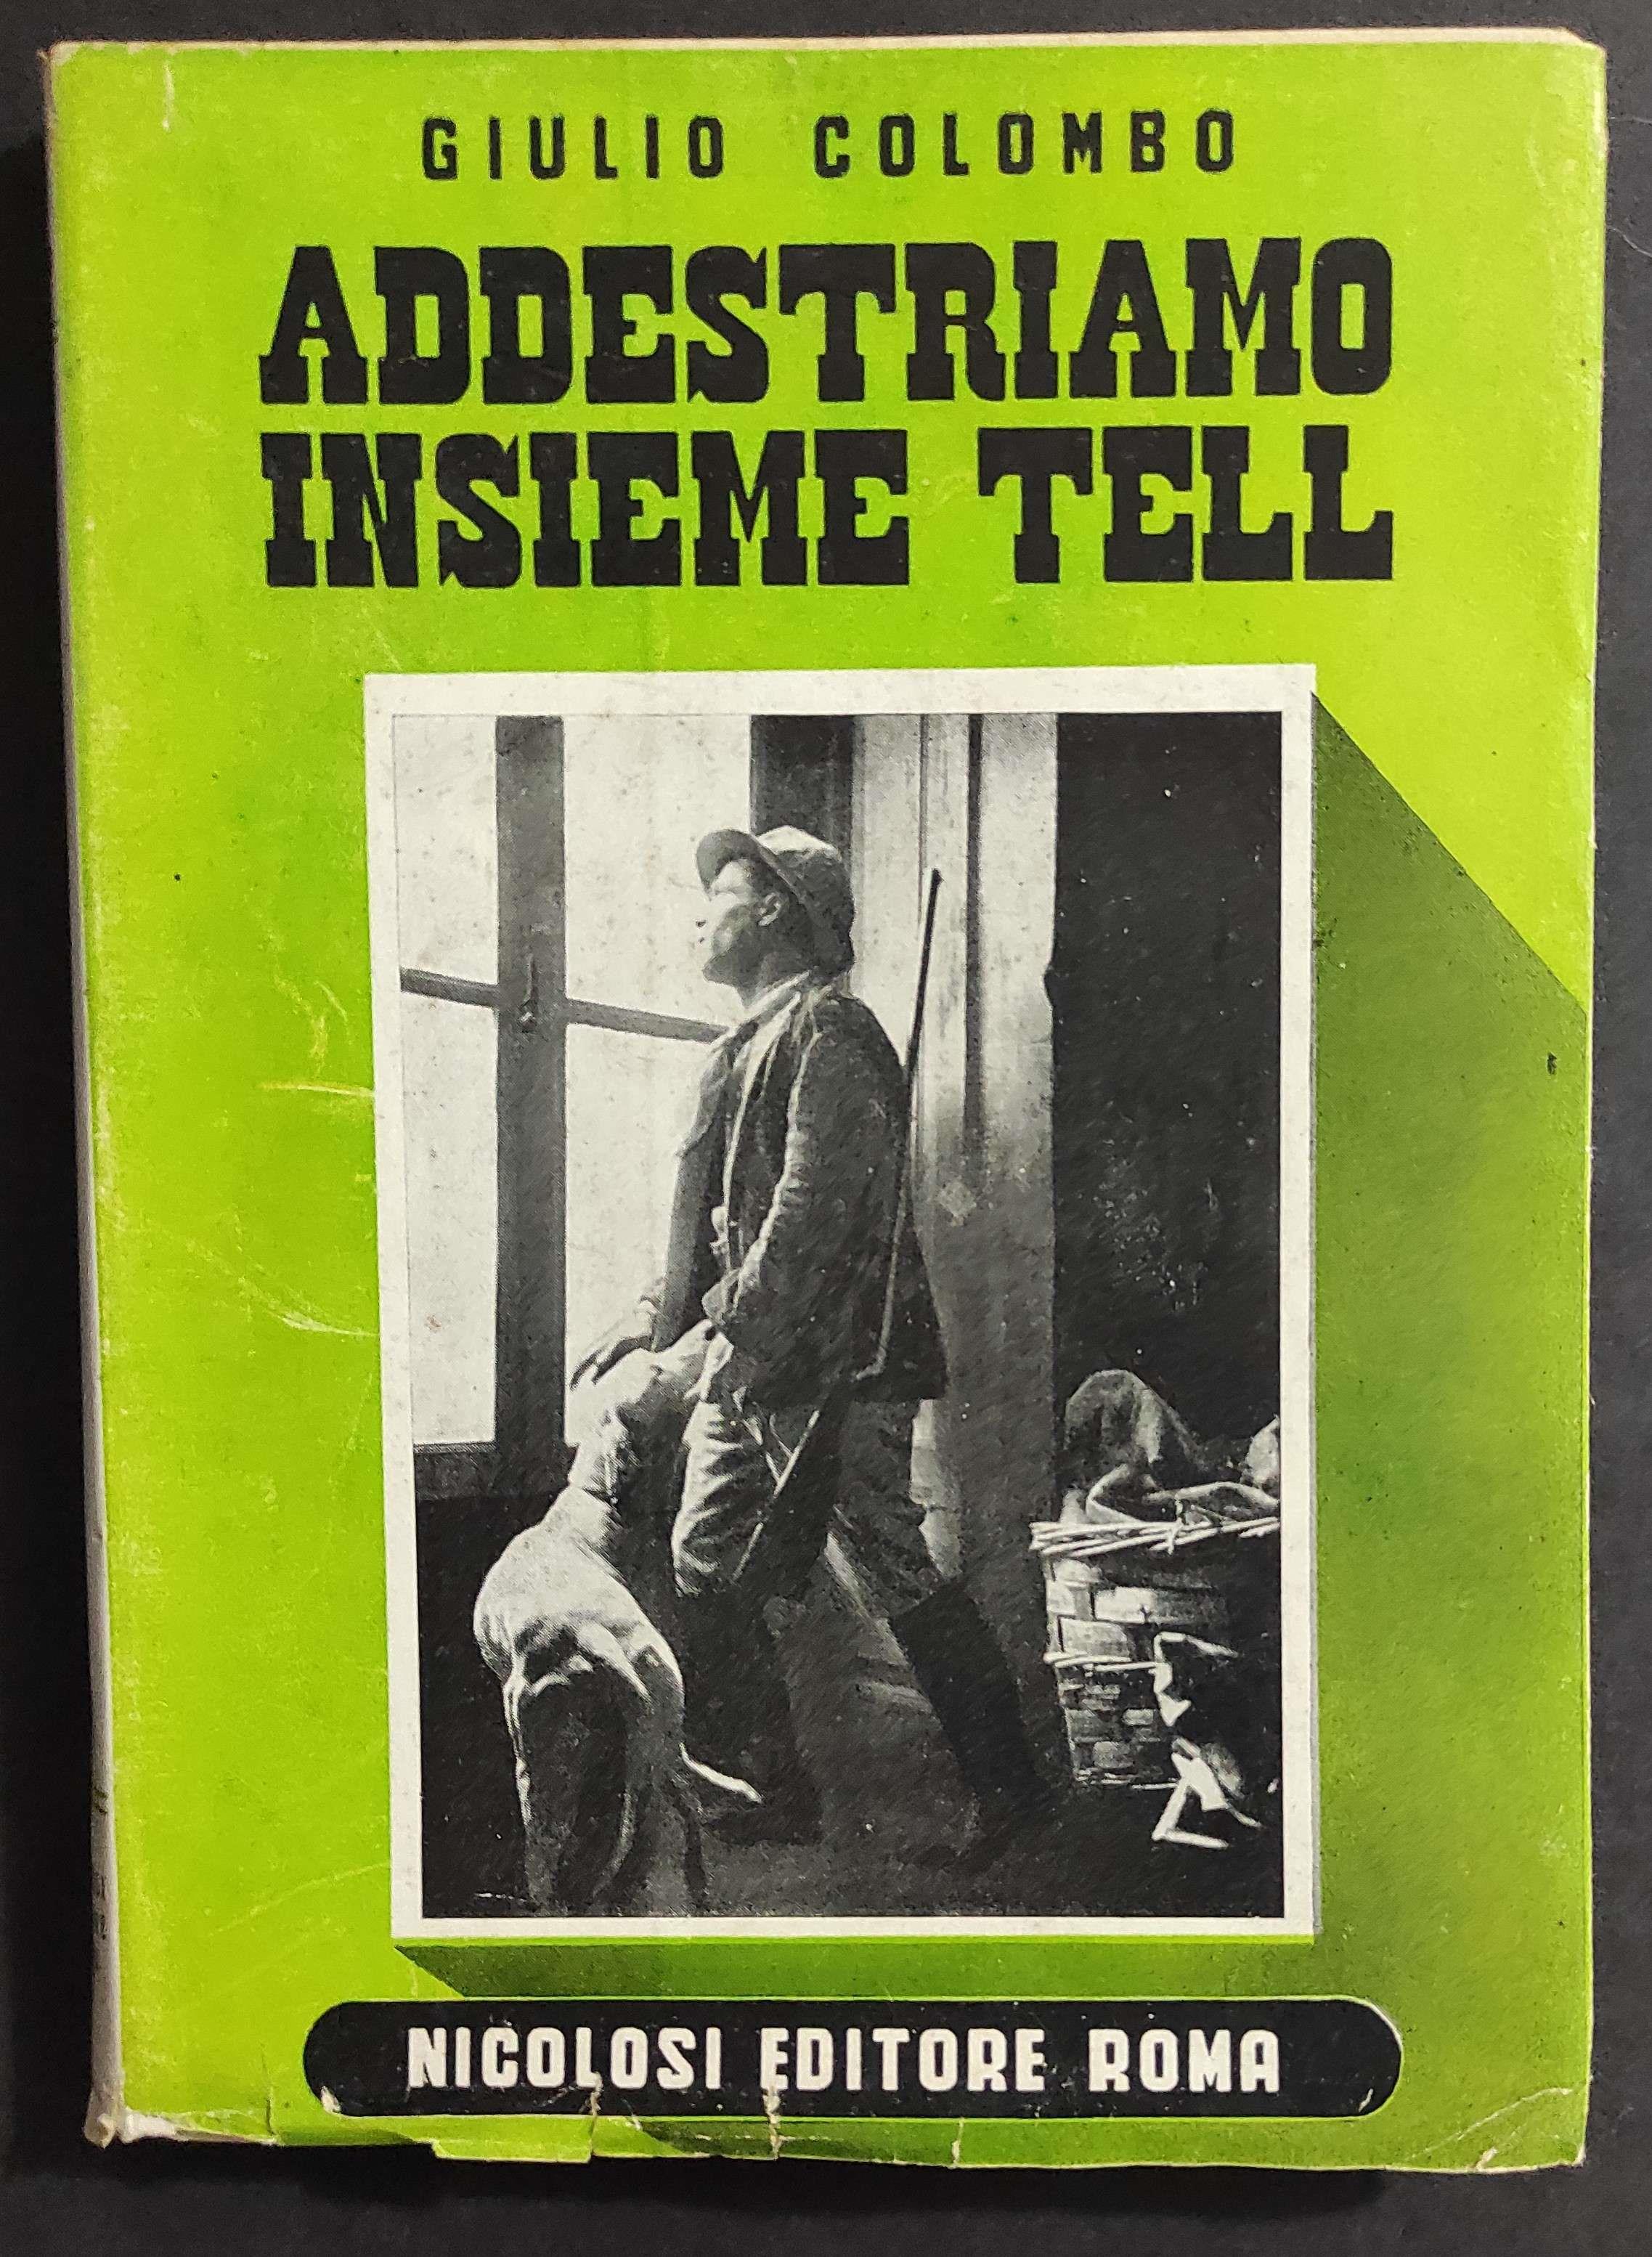 GIULIO COLOMBO
ADDESTRIAMO
INSIEME TELL
NICOLOSI EDITORE ROMA